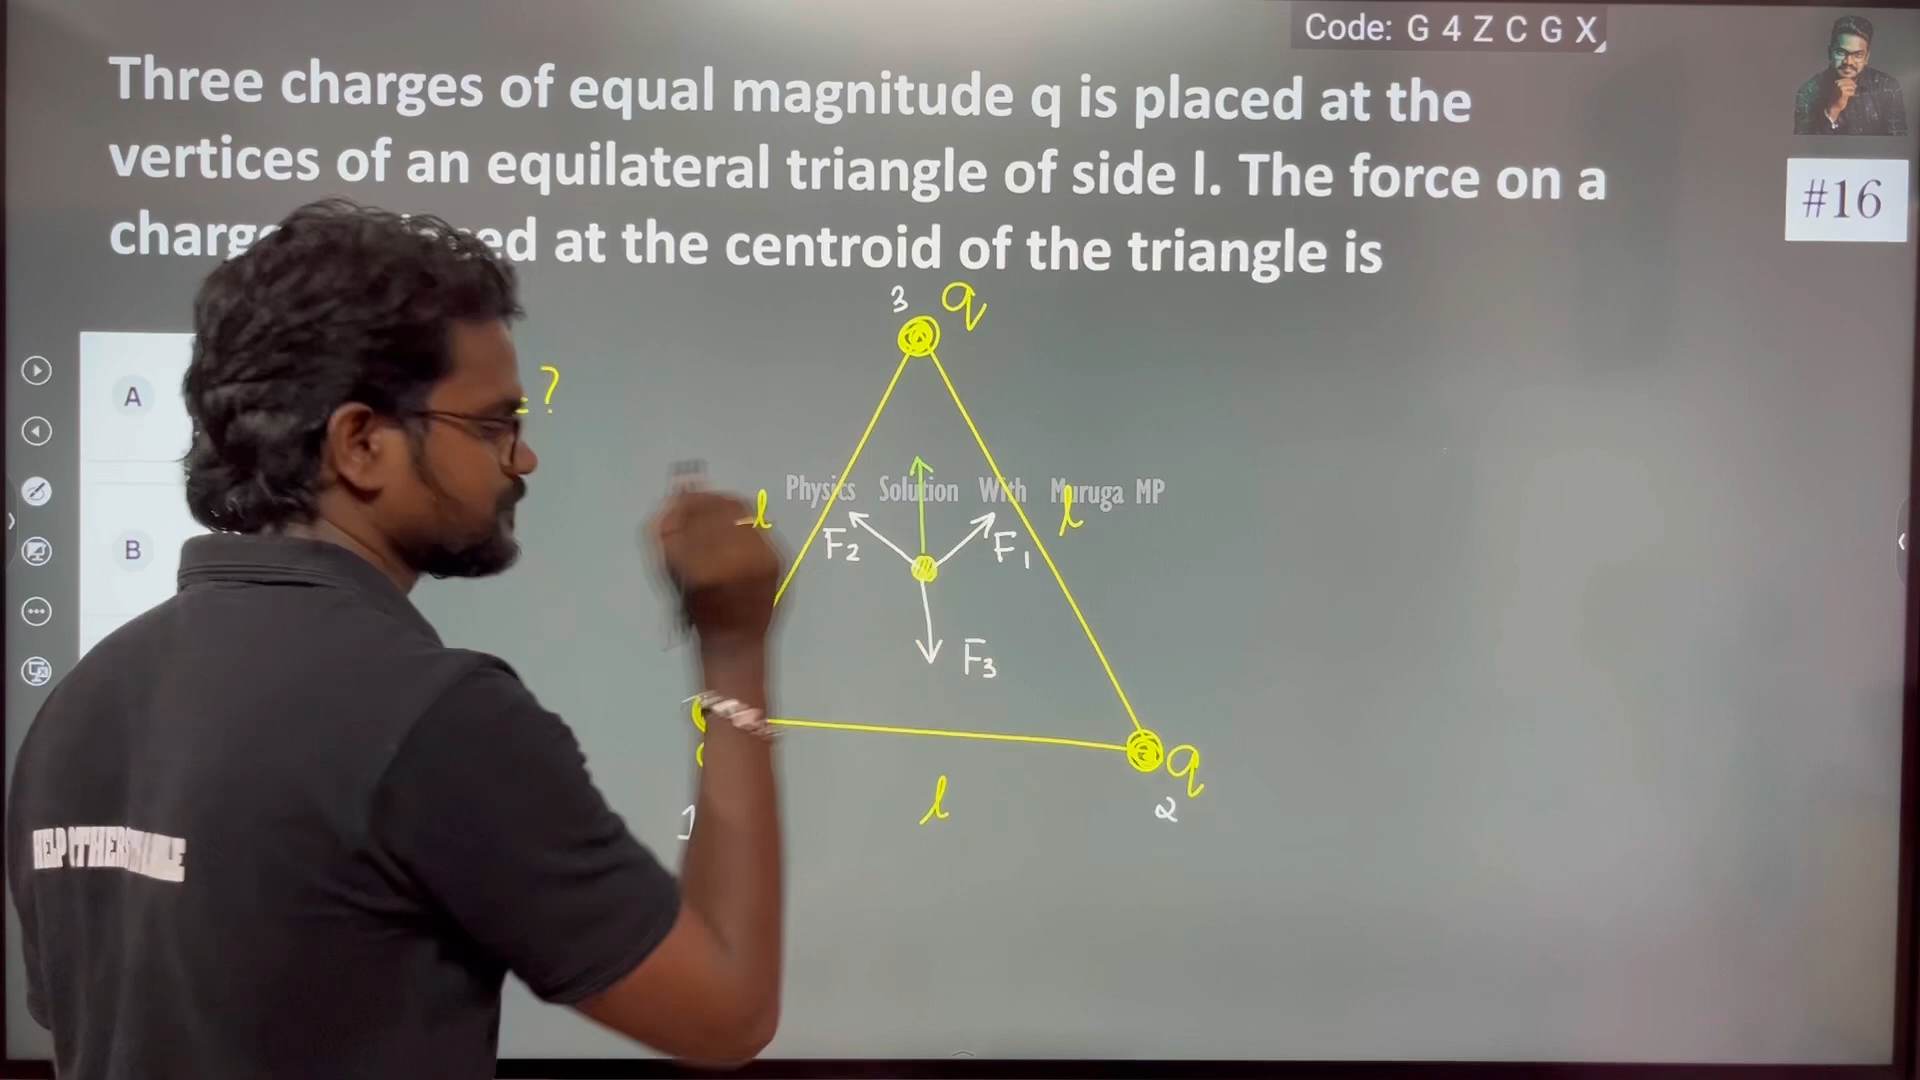 Code: G 4 Z C G X
Three charges of equal magnitude q is placed at the
vertices of an equilateral triangle of side l. The force on a
at the centroid of the triangle is
#16
3 q
A
= ?
Physics Solution With Muruga MP
l
l
F2
F1
B
F3
q
l
2
1